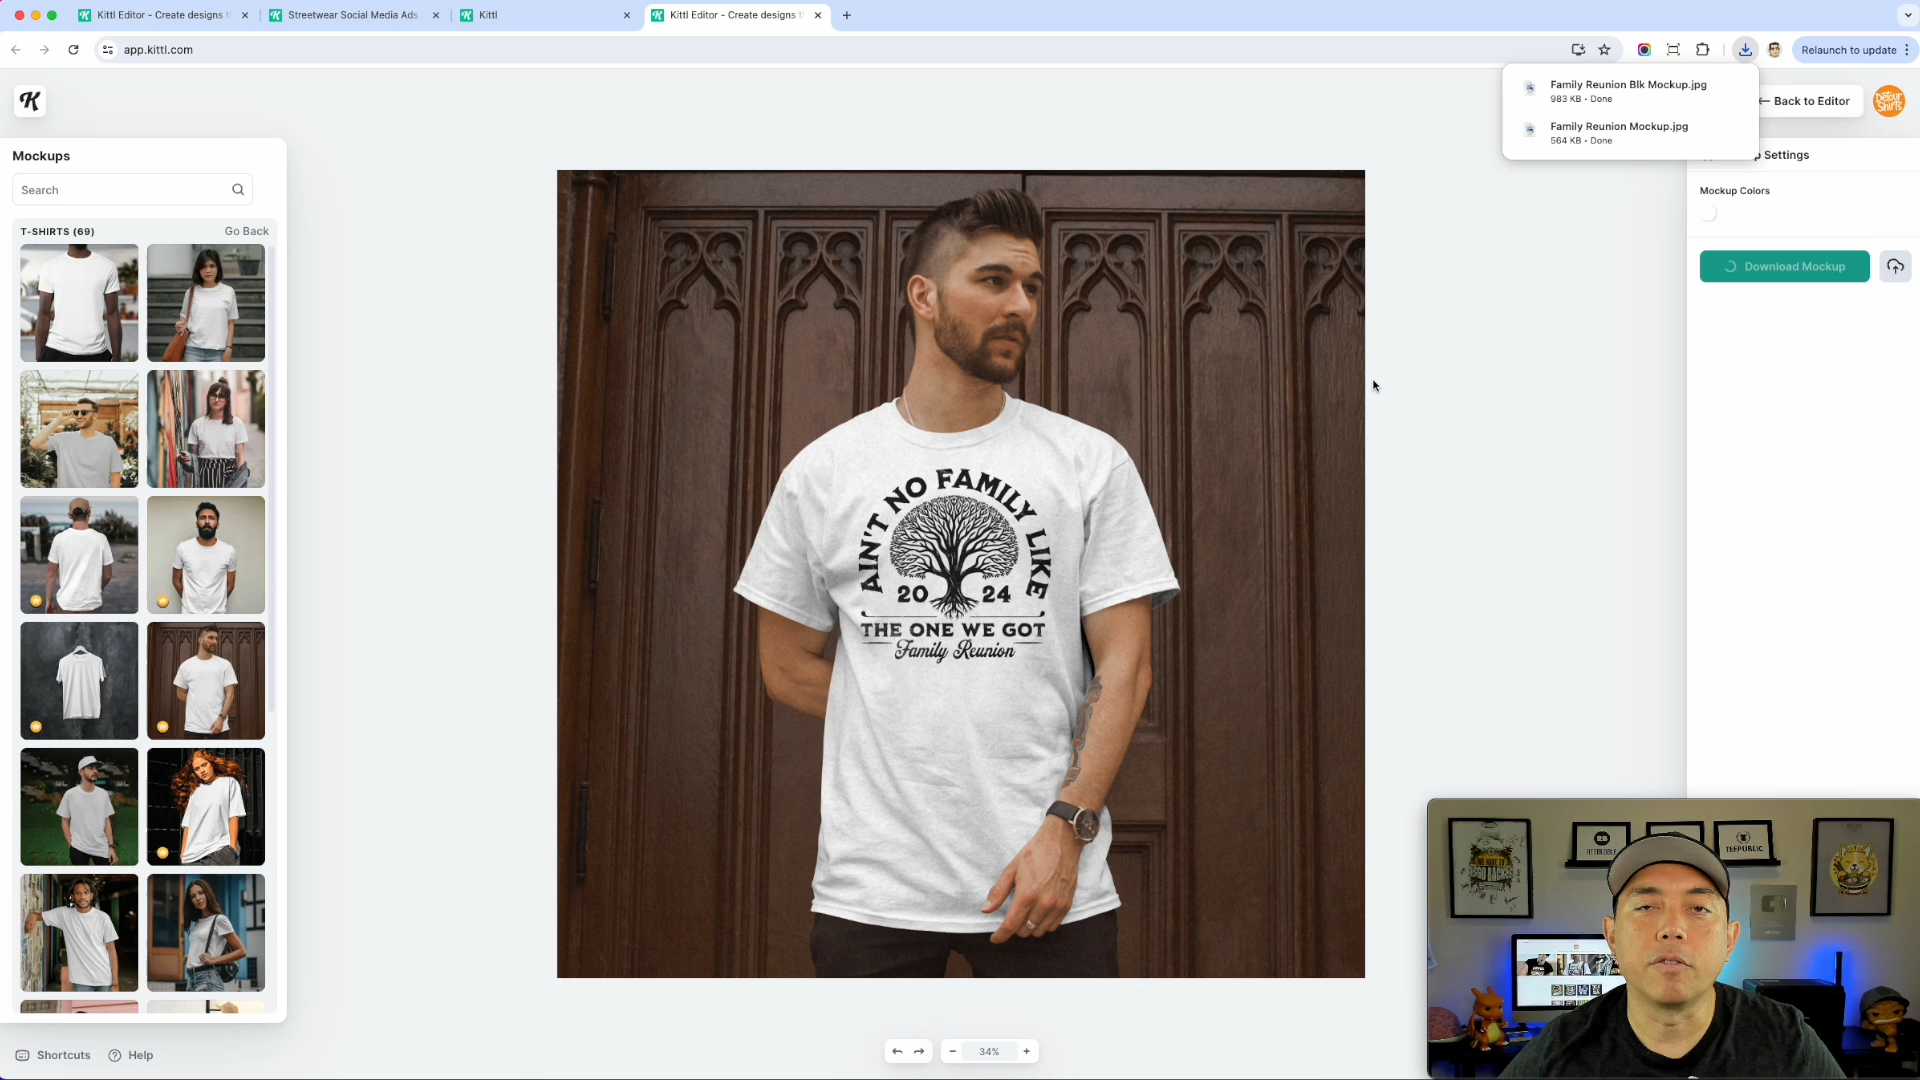 Kittl Editor - Create designs t
Streetwear Social Media Ads
Kittl
Kittl Editor - Create designs t
app.kittl.com
Relaunch to update
Family Reunion Blk Mockup.jpg
983 KB • Done
Family Reunion Mockup.jpg
564 KB • Done
Back to Editor
Detour
Shirts
Mockups
Search
T-SHIRTS (69)
Go Back
p Settings
Mockup Colors
Download Mockup
AIN'T NO FAMILY LIKE
20 24
THE ONE WE GOT
Family Reunion
REDBUBBLE
TEEPUBLIC
Shortcuts
Help
34%